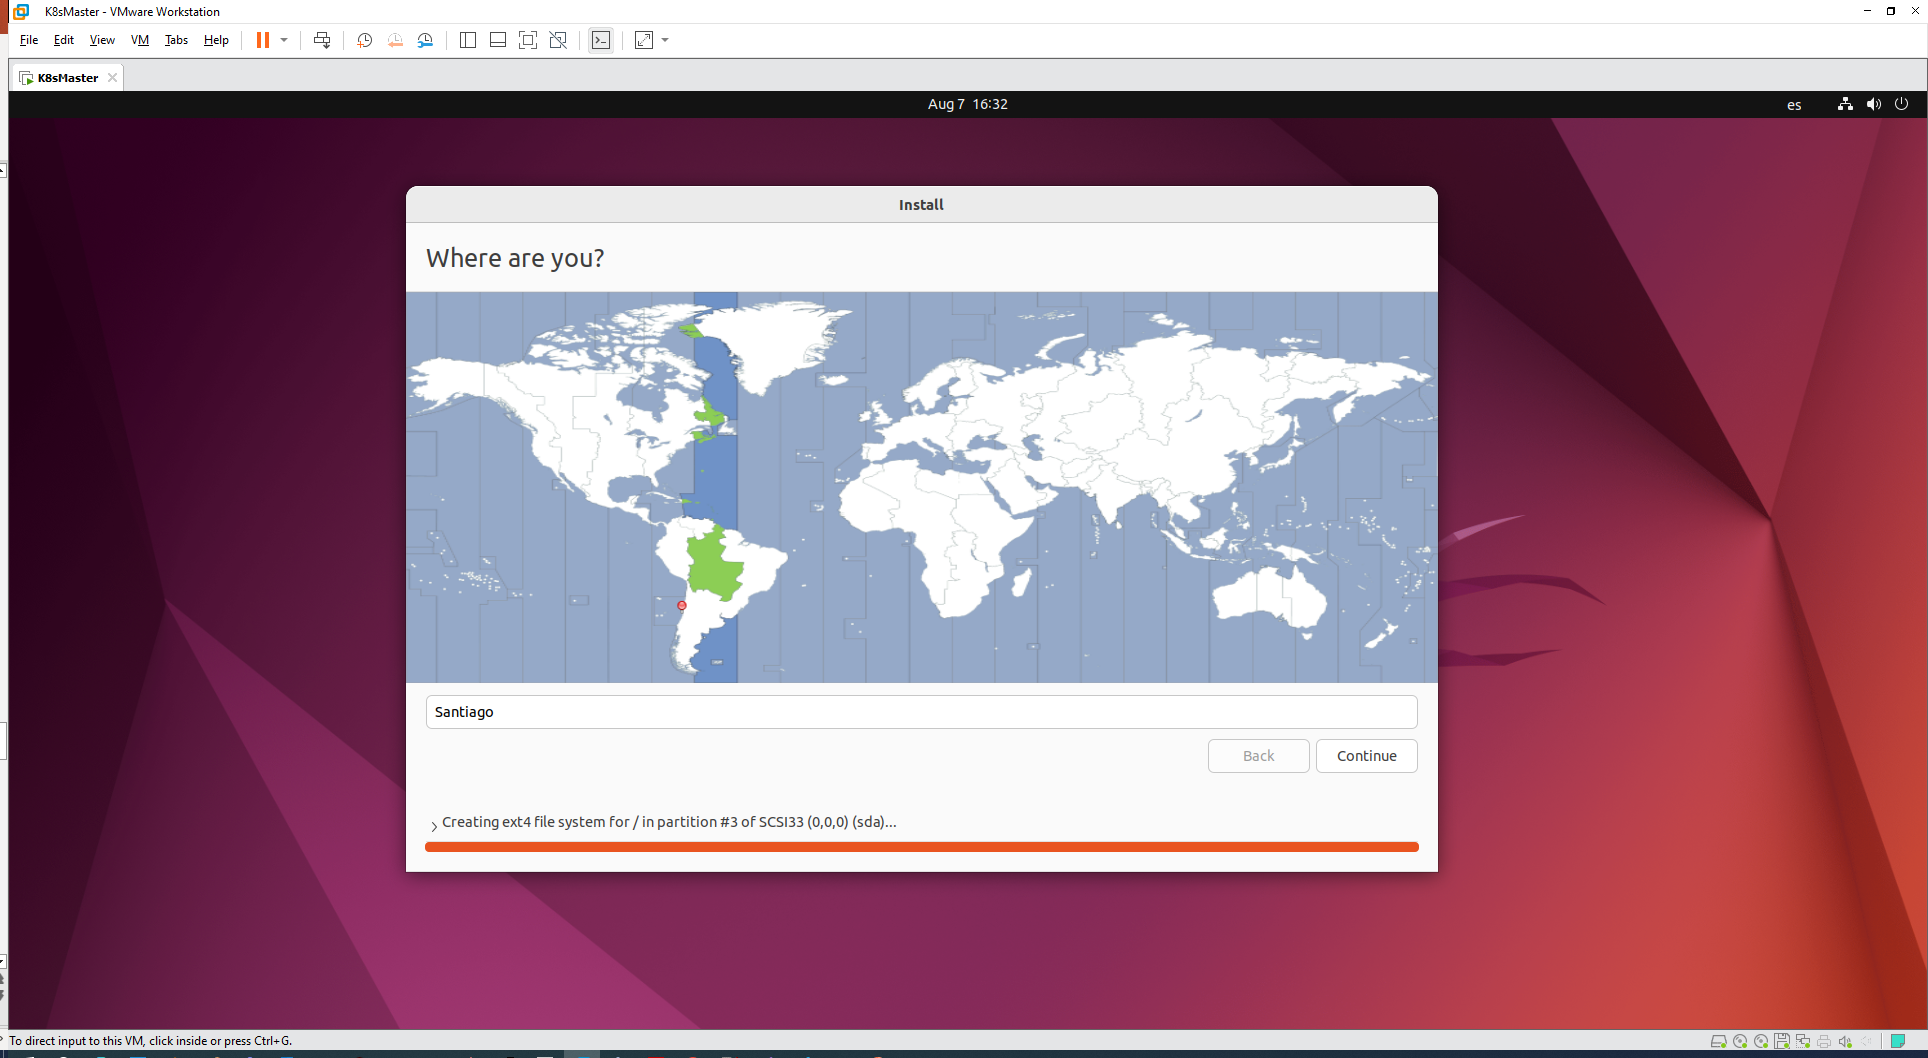 K8sMaster - VMware Workstation
File Edit View VM Tabs Help
K8sMaster
Aug 7 16:32
es
Install
Where are you?
Santiago
Back Continue
Creating ext4 file system for / in partition #3 of SCSI33 (0,0,0) (sda)...
To direct input to this VM, click inside or press Ctrl+G.